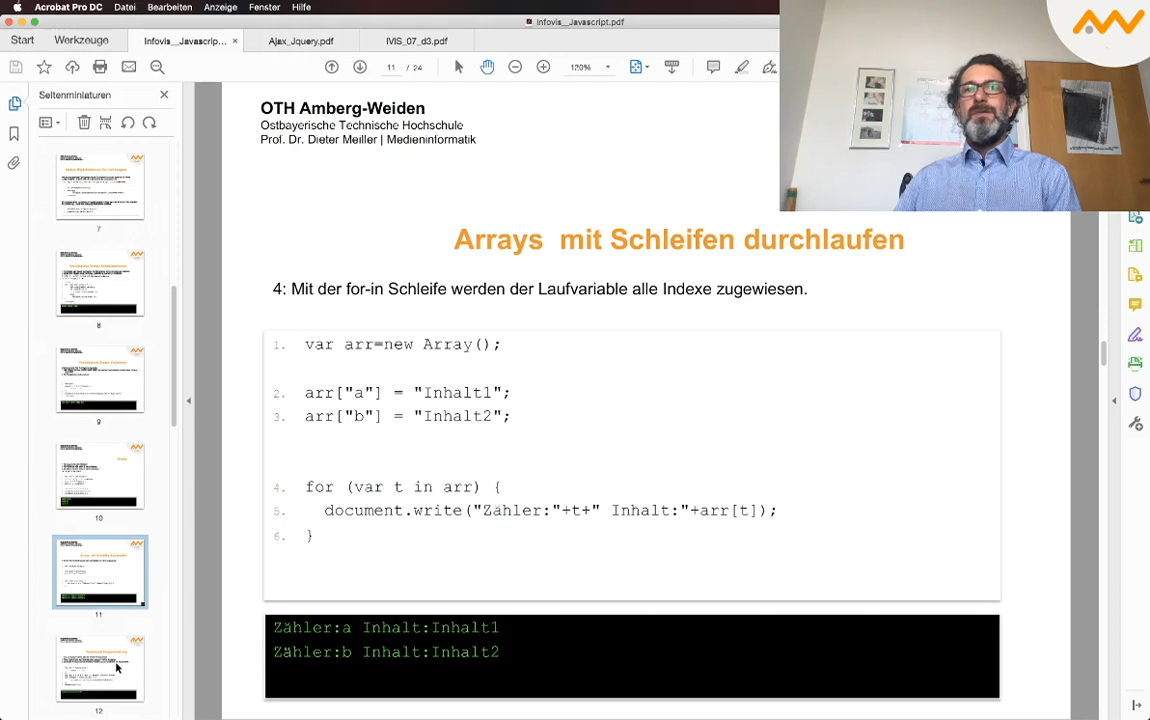 Acrobat Pro DC Datei Bearbeiten Anzeige Fenster Hilfe
Infovis_Javascript.pdf
Start Werkzeuge Infovis__Javascrip... × Ajax_Jquery.pdf IVIS_07_d3.pdf
11 / 24 120%
Seitenminiaturen
7
8
9
10
11
12
OTH Amberg-Weiden
Ostbayerische Technische Hochschule
Prof. Dr. Dieter Meiller | Medieninformatik
Arrays mit Schleifen durchlaufen
4: Mit der for-in Schleife werden der Laufvariable alle Indexe zugewiesen.
1. var arr=new Array();
2. arr["a"] = "Inhalt1";
3. arr["b"] = "Inhalt2";
4. for (var t in arr) {
5. document.write("Zähler:"+t+" Inhalt:"+arr[t]);
6. }
Zähler:a Inhalt:Inhalt1
Zähler:b Inhalt:Inhalt2